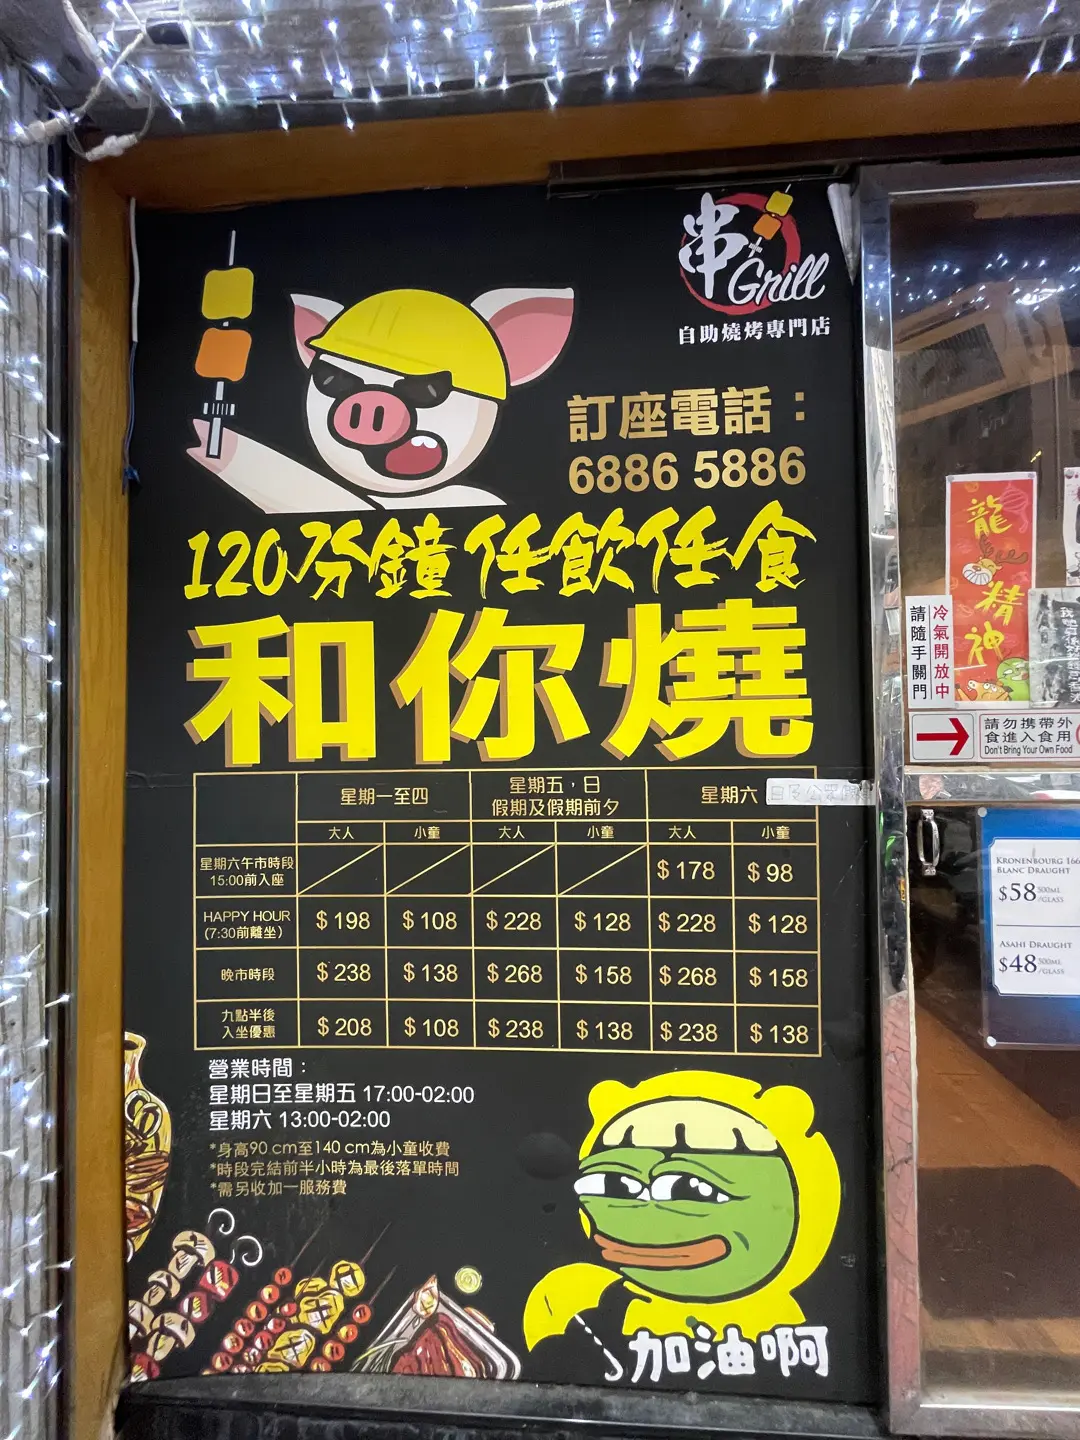 串
Grill
自助燒烤專門店
訂座電話：
6886 5886
120分鐘任飲任食
和你燒
星期一至四
星期五，日
假期及假期前夕
星期六
大人 小童 大人 小童 大人 小童
星期六午市時段
15:00前入座
$178 $98
HAPPY HOUR
(7:30前離坐)
$198 $108 $228 $128 $228 $128
晚市時段
$238 $138 $268 $158 $268 $158
九點半後
入坐優惠
$208 $108 $238 $138 $238 $138
營業時間：
星期日至星期五 17:00-02:00
星期六 13:00-02:00
*身高90 cm至140 cm為小童收費
*時段完結前半小時為最後落單時間
*需另收加一服務費
加油啊
龍
精
神
冷氣開放中
請隨手關門
請勿攜帶外
食進入食用
Don't Bring Your Own Food
KRONENBOURG 166
BLANC DRAUGHT
$58 500ML
/GLASS
ASAHI DRAUGHT
$48 500ML
/GLASS